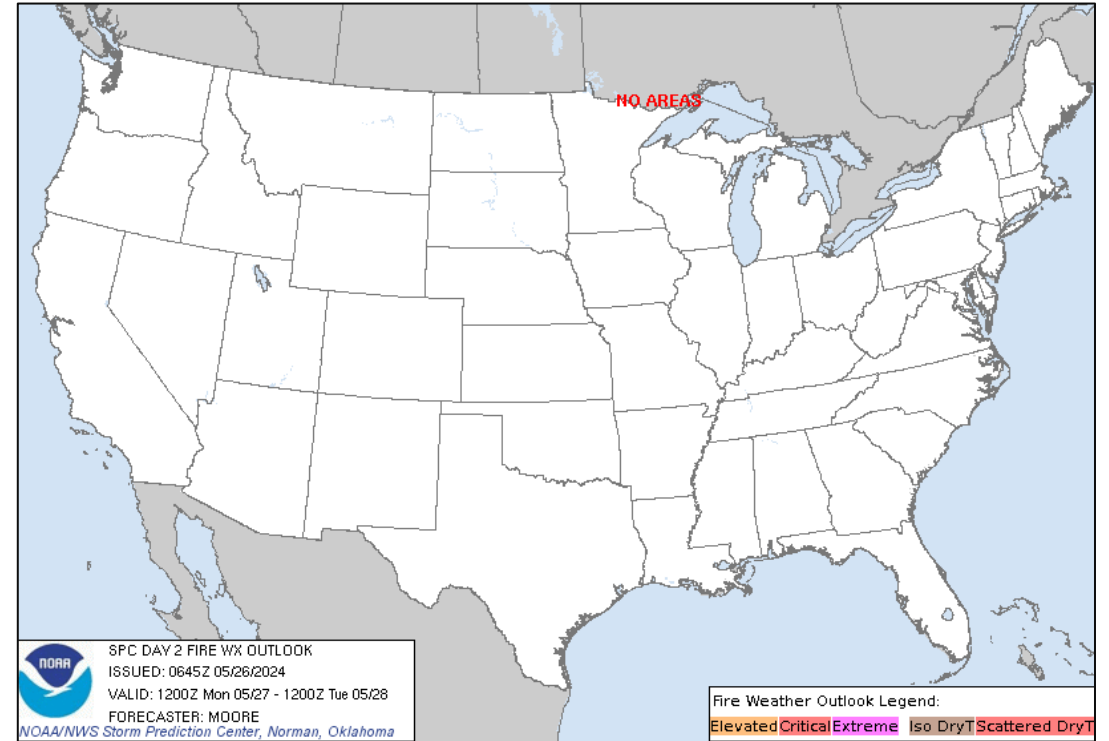 NO AREAS
NOAA
SPC DAY 2 FIRE WX OUTLOOK
ISSUED: 0645Z 05/26/2024
VALID: 1200Z Mon 05/27 - 1200Z Tue 05/28
FORECASTER: MOORE
NOAA/NWS Storm Prediction Center, Norman, Oklahoma
Fire Weather Outlook Legend:
Elevated Critical Extreme Iso DryT Scattered DryT